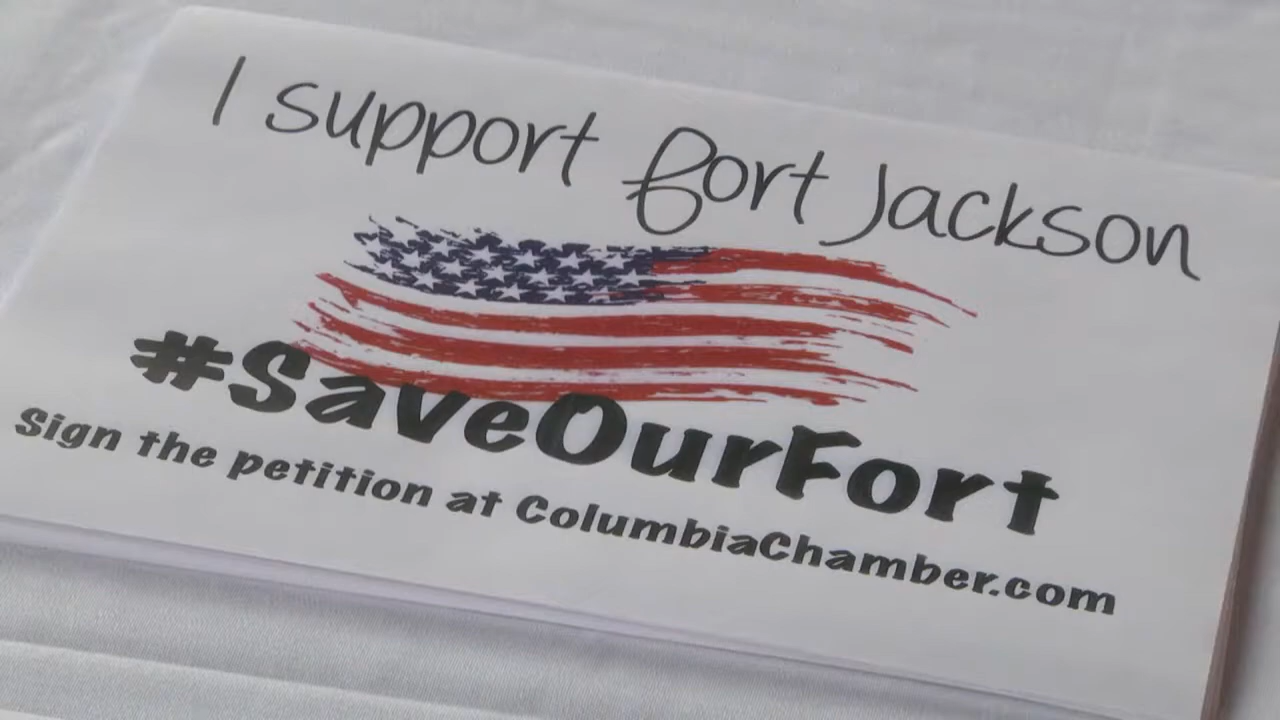 I support Fort Jackson
#SaveOurFort
Sign the petition at ColumbiaChamber.com